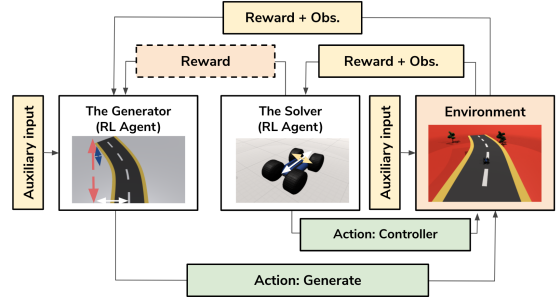 Reward + Obs.
Reward
Reward + Obs.
Auxiliary input
The Generator
(RL Agent)
The Solver
(RL Agent)
Auxiliary input
Environment
Action: Controller
Action: Generate